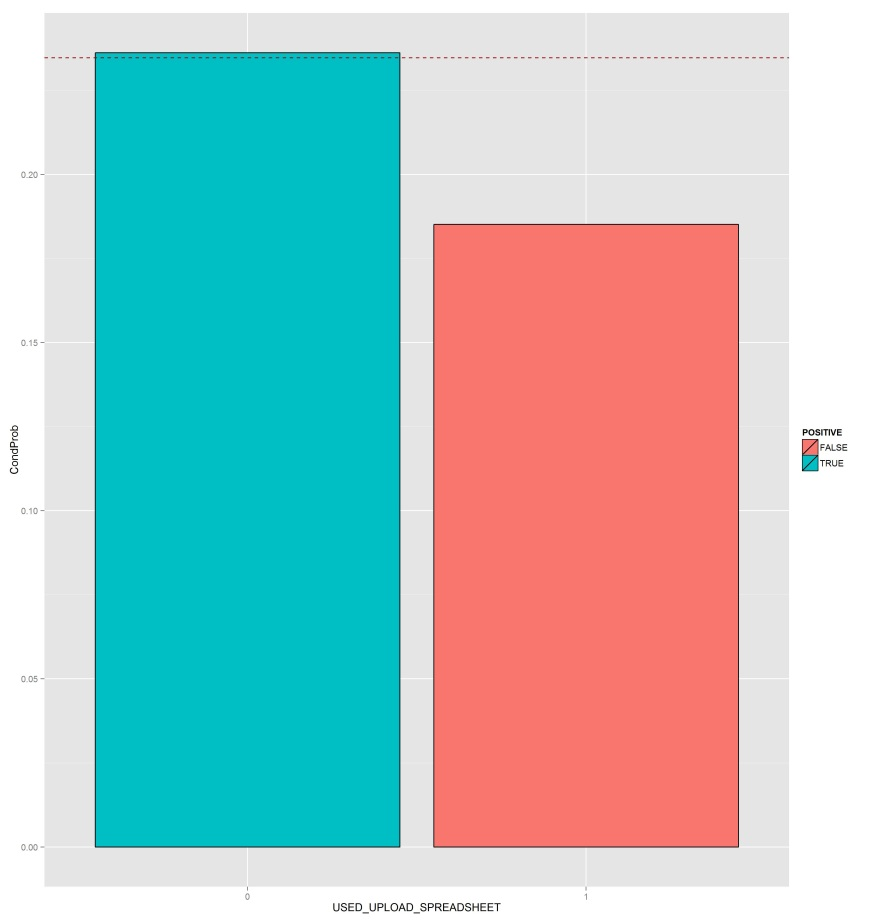 CondProb
0.20
0.15
0.10
0.05
0.00
0
1
USED_UPLOAD_SPREADSHEET
POSITIVE
FALSE
TRUE